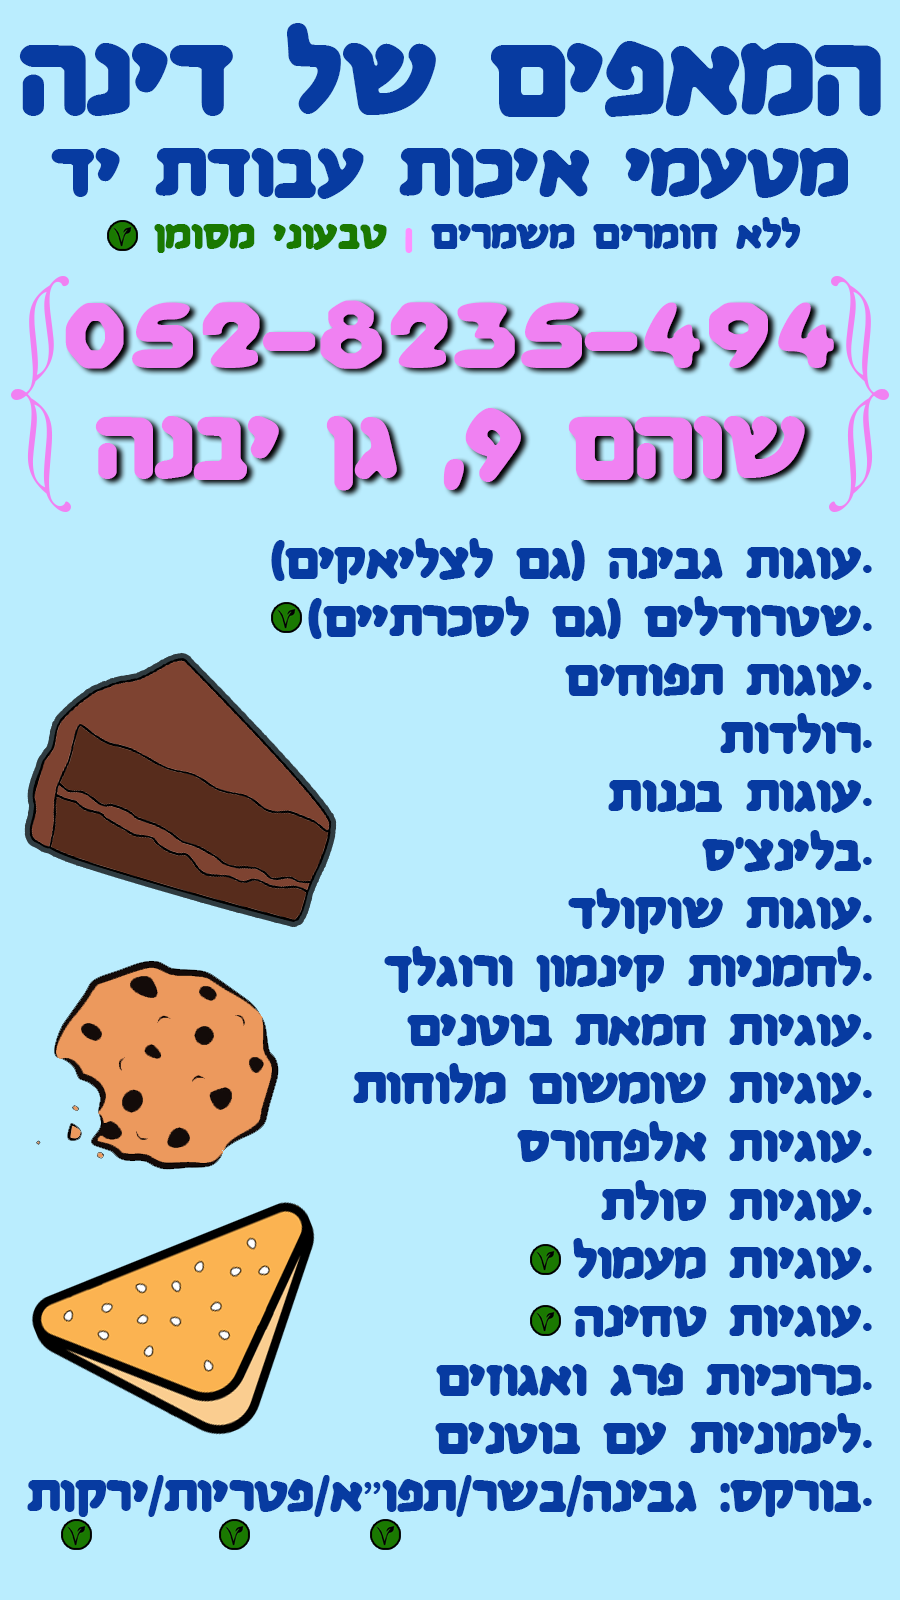 המאפים של דינה
מטעמי איכות עבודת יד
ללא חומרים משמרים | טבעוני מסומן
052-8235-494
שוהם 9, גן יבנה
.עוגות גבינה (גם לצליאקים)
.שטרודלים (גם לסכרתיים)
.עוגות תפוחים
.רולדות
.עוגות בננות
.בלינצ'ס
.עוגות שוקולד
.לחמניות קינמון ורוגלך
.עוגיות חמאת בוטנים
.עוגיות שומשום מלוחות
.עוגיות אלפחורס
.עוגיות סולת
.עוגיות מעמול
.עוגיות טחינה
.כרוכיות פרג ואגוזים
.לימוניות עם בוטנים
.בורקס: גבינה/בשר/תפו״א/פטריות/ירקות